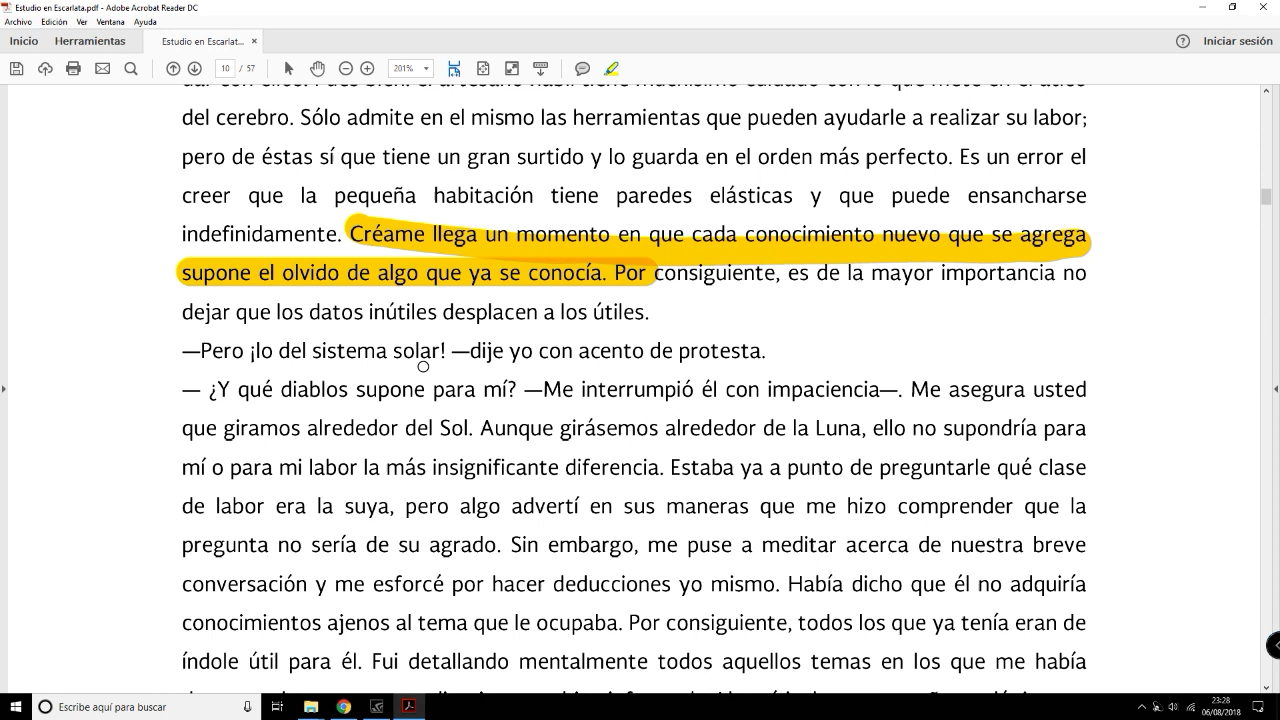 Estudio en Escarlata.pdf - Adobe Acrobat Reader DC
Archivo Edición Ver Ventana Ayuda
Inicio Herramientas Estudio en Escarlat... × ? Iniciar sesión
10 / 57 201%
del cerebro. Sólo admite en el mismo las herramientas que pueden ayudarle a realizar su labor;
pero de éstas sí que tiene un gran surtido y lo guarda en el orden más perfecto. Es un error el
creer que la pequeña habitación tiene paredes elásticas y que puede ensancharse
indefinidamente. Créame llega un momento en que cada conocimiento nuevo que se agrega
supone el olvido de algo que ya se conocía. Por consiguiente, es de la mayor importancia no
dejar que los datos inútiles desplacen a los útiles.
—Pero ¡lo del sistema solar! —dije yo con acento de protesta.
— ¿Y qué diablos supone para mí? —Me interrumpió él con impaciencia—. Me asegura usted
que giramos alrededor del Sol. Aunque girásemos alrededor de la Luna, ello no supondría para
mí o para mi labor la más insignificante diferencia. Estaba ya a punto de preguntarle qué clase
de labor era la suya, pero algo advertí en sus maneras que me hizo comprender que la
pregunta no sería de su agrado. Sin embargo, me puse a meditar acerca de nuestra breve
conversación y me esforcé por hacer deducciones yo mismo. Había dicho que él no adquiría
conocimientos ajenos al tema que le ocupaba. Por consiguiente, todos los que ya tenía eran de
índole útil para él. Fui detallando mentalmente todos aquellos temas en los que me había
Escribe aquí para buscar
23:28
06/08/2018